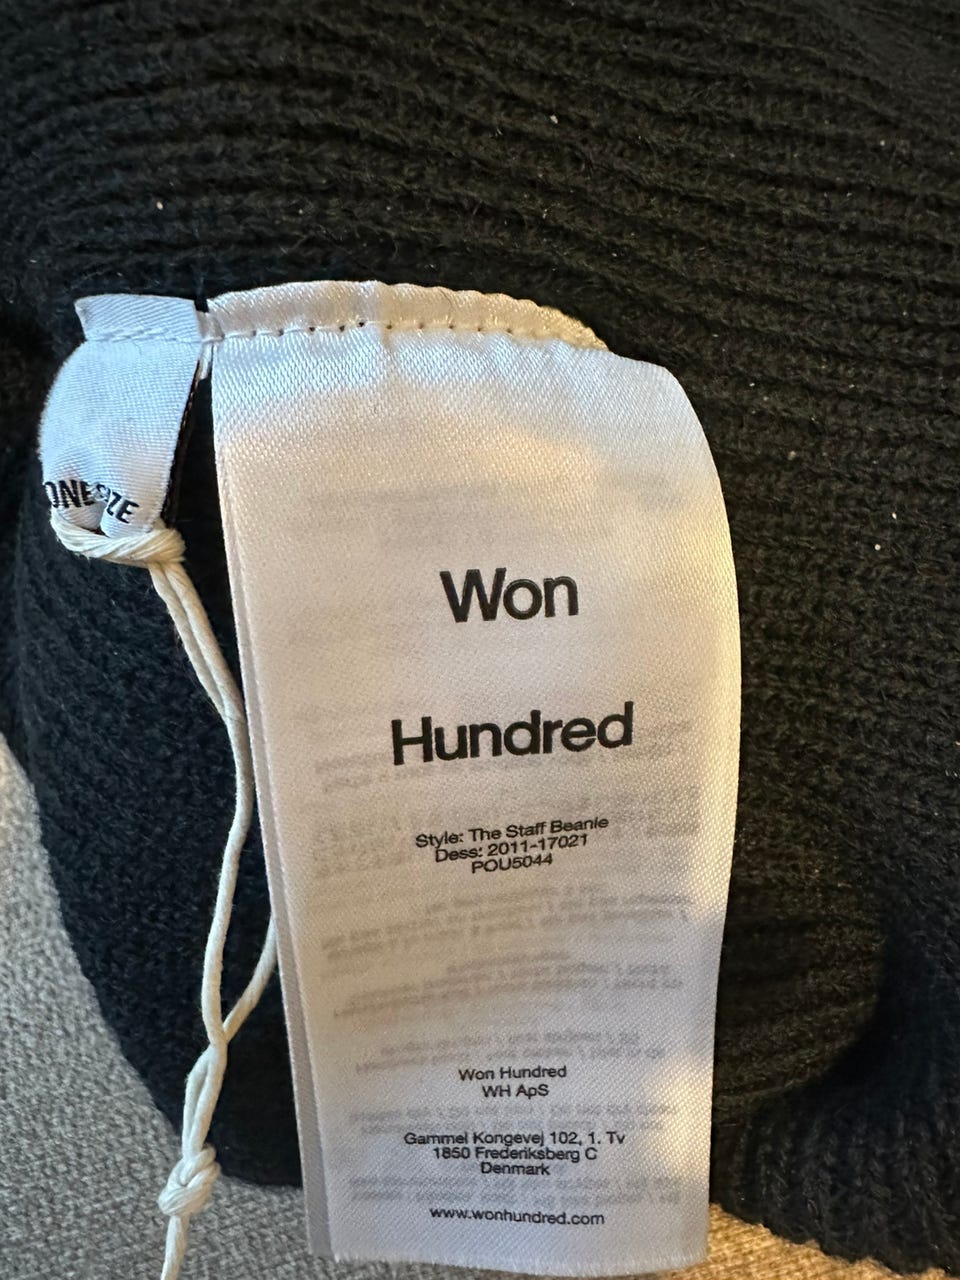 ONE SIZE
Won
Hundred
Style: The Staff Beanie
Dess: 2011-17021
POU5044
Won Hundred
WH ApS
Gammel Kongevej 102, 1. Tv
1850 Frederiksberg C
Denmark
www.wonhundred.com